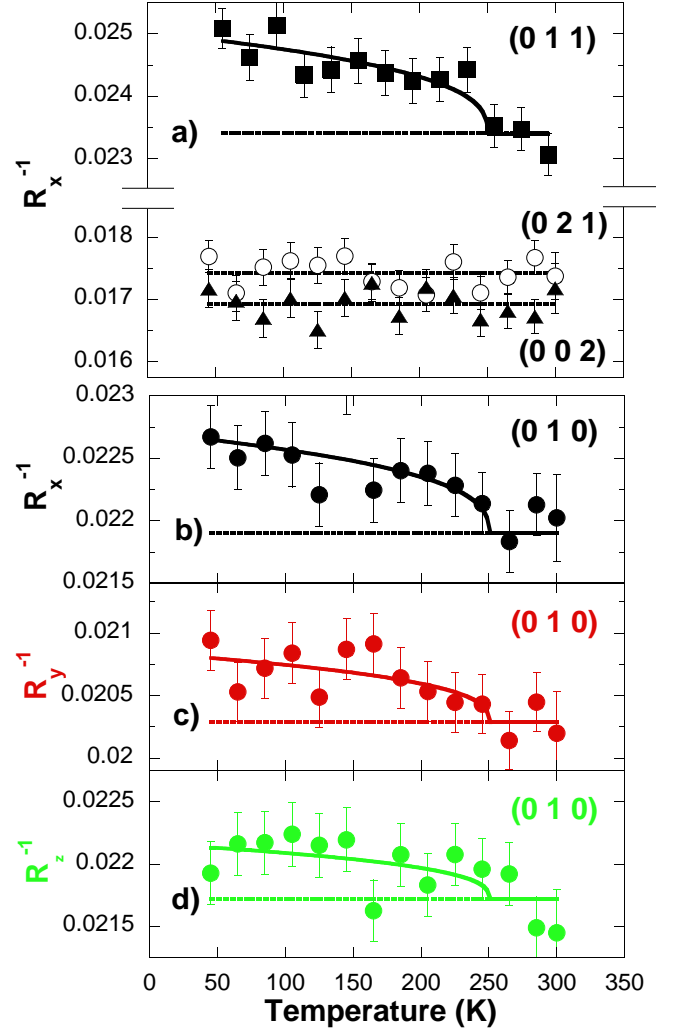 0.025
(0 1 1)
0.024
a)
0.023
R_x^-1
0.018
(0 2 1)
0.017
0.016
(0 0 2)
0.023
(0 1 0)
0.0225
R_x^-1
0.022
b)
0.0215
0.021
(0 1 0)
R_y^-1
0.0205
c)
0.02
0.0225
(0 1 0)
0.022
R_z^-1
d)
0.0215
0 50 100 150 200 250 300 350
Temperature (K)